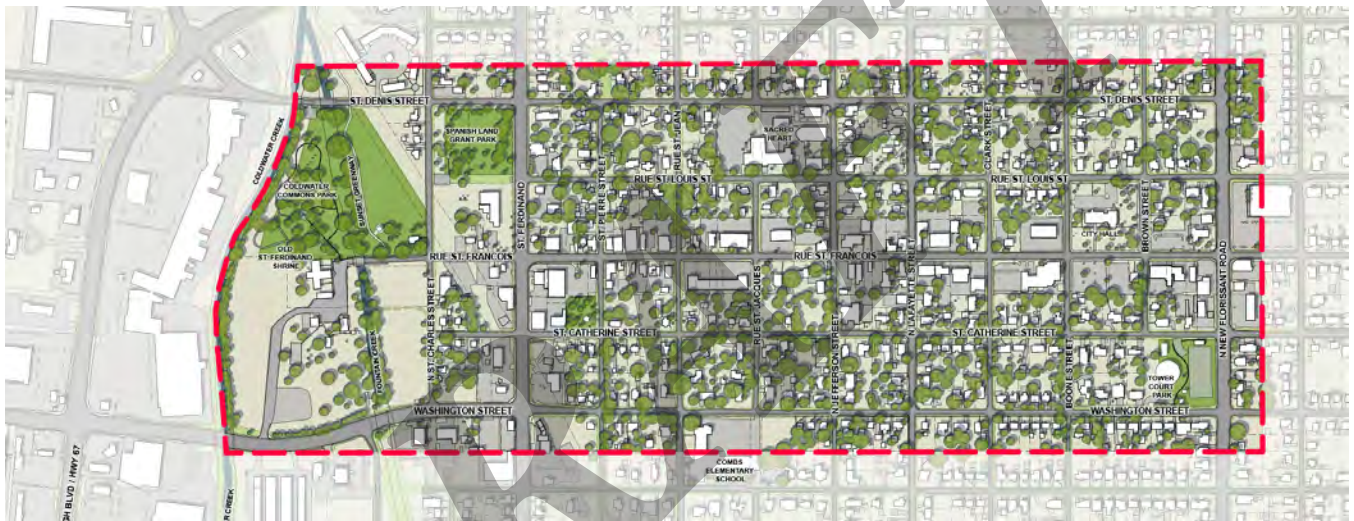 ST. DENIS STREET
ST. DENIS STREET
COLDWATER CREEK
SPANISH LAND
GRANT PARK
SACRED
HEART
RUE ST. JEAN
CLARK STREET
COLDWATER
COMMONS PARK
SUNSET GREENWAY
ST. FERDINAND
ST. PIERRE STREET
RUE ST. LOUIS ST.
RUE ST. LOUIS ST.
BROWN STREET
CITY HALL
OLD
ST. FERDINAND
SHRINE
RUE ST. FRANCOIS
RUE ST. FRANCOIS
N NEW FLORISSANT ROAD
N ST. CHARLES STREET
RUE ST. JACQUES
N LAFAYETTE STREET
ST. CATHERINE STREET
ST. CATHERINE STREET
FOUNTAIN CREEK
N JEFFERSON STREET
BOONE STREET
TOWER
COURT
PARK
WASHINGTON STREET
WASHINGTON STREET
COMBS
ELEMENTARY
SCHOOL
BLVD / HWY 67
CREEK